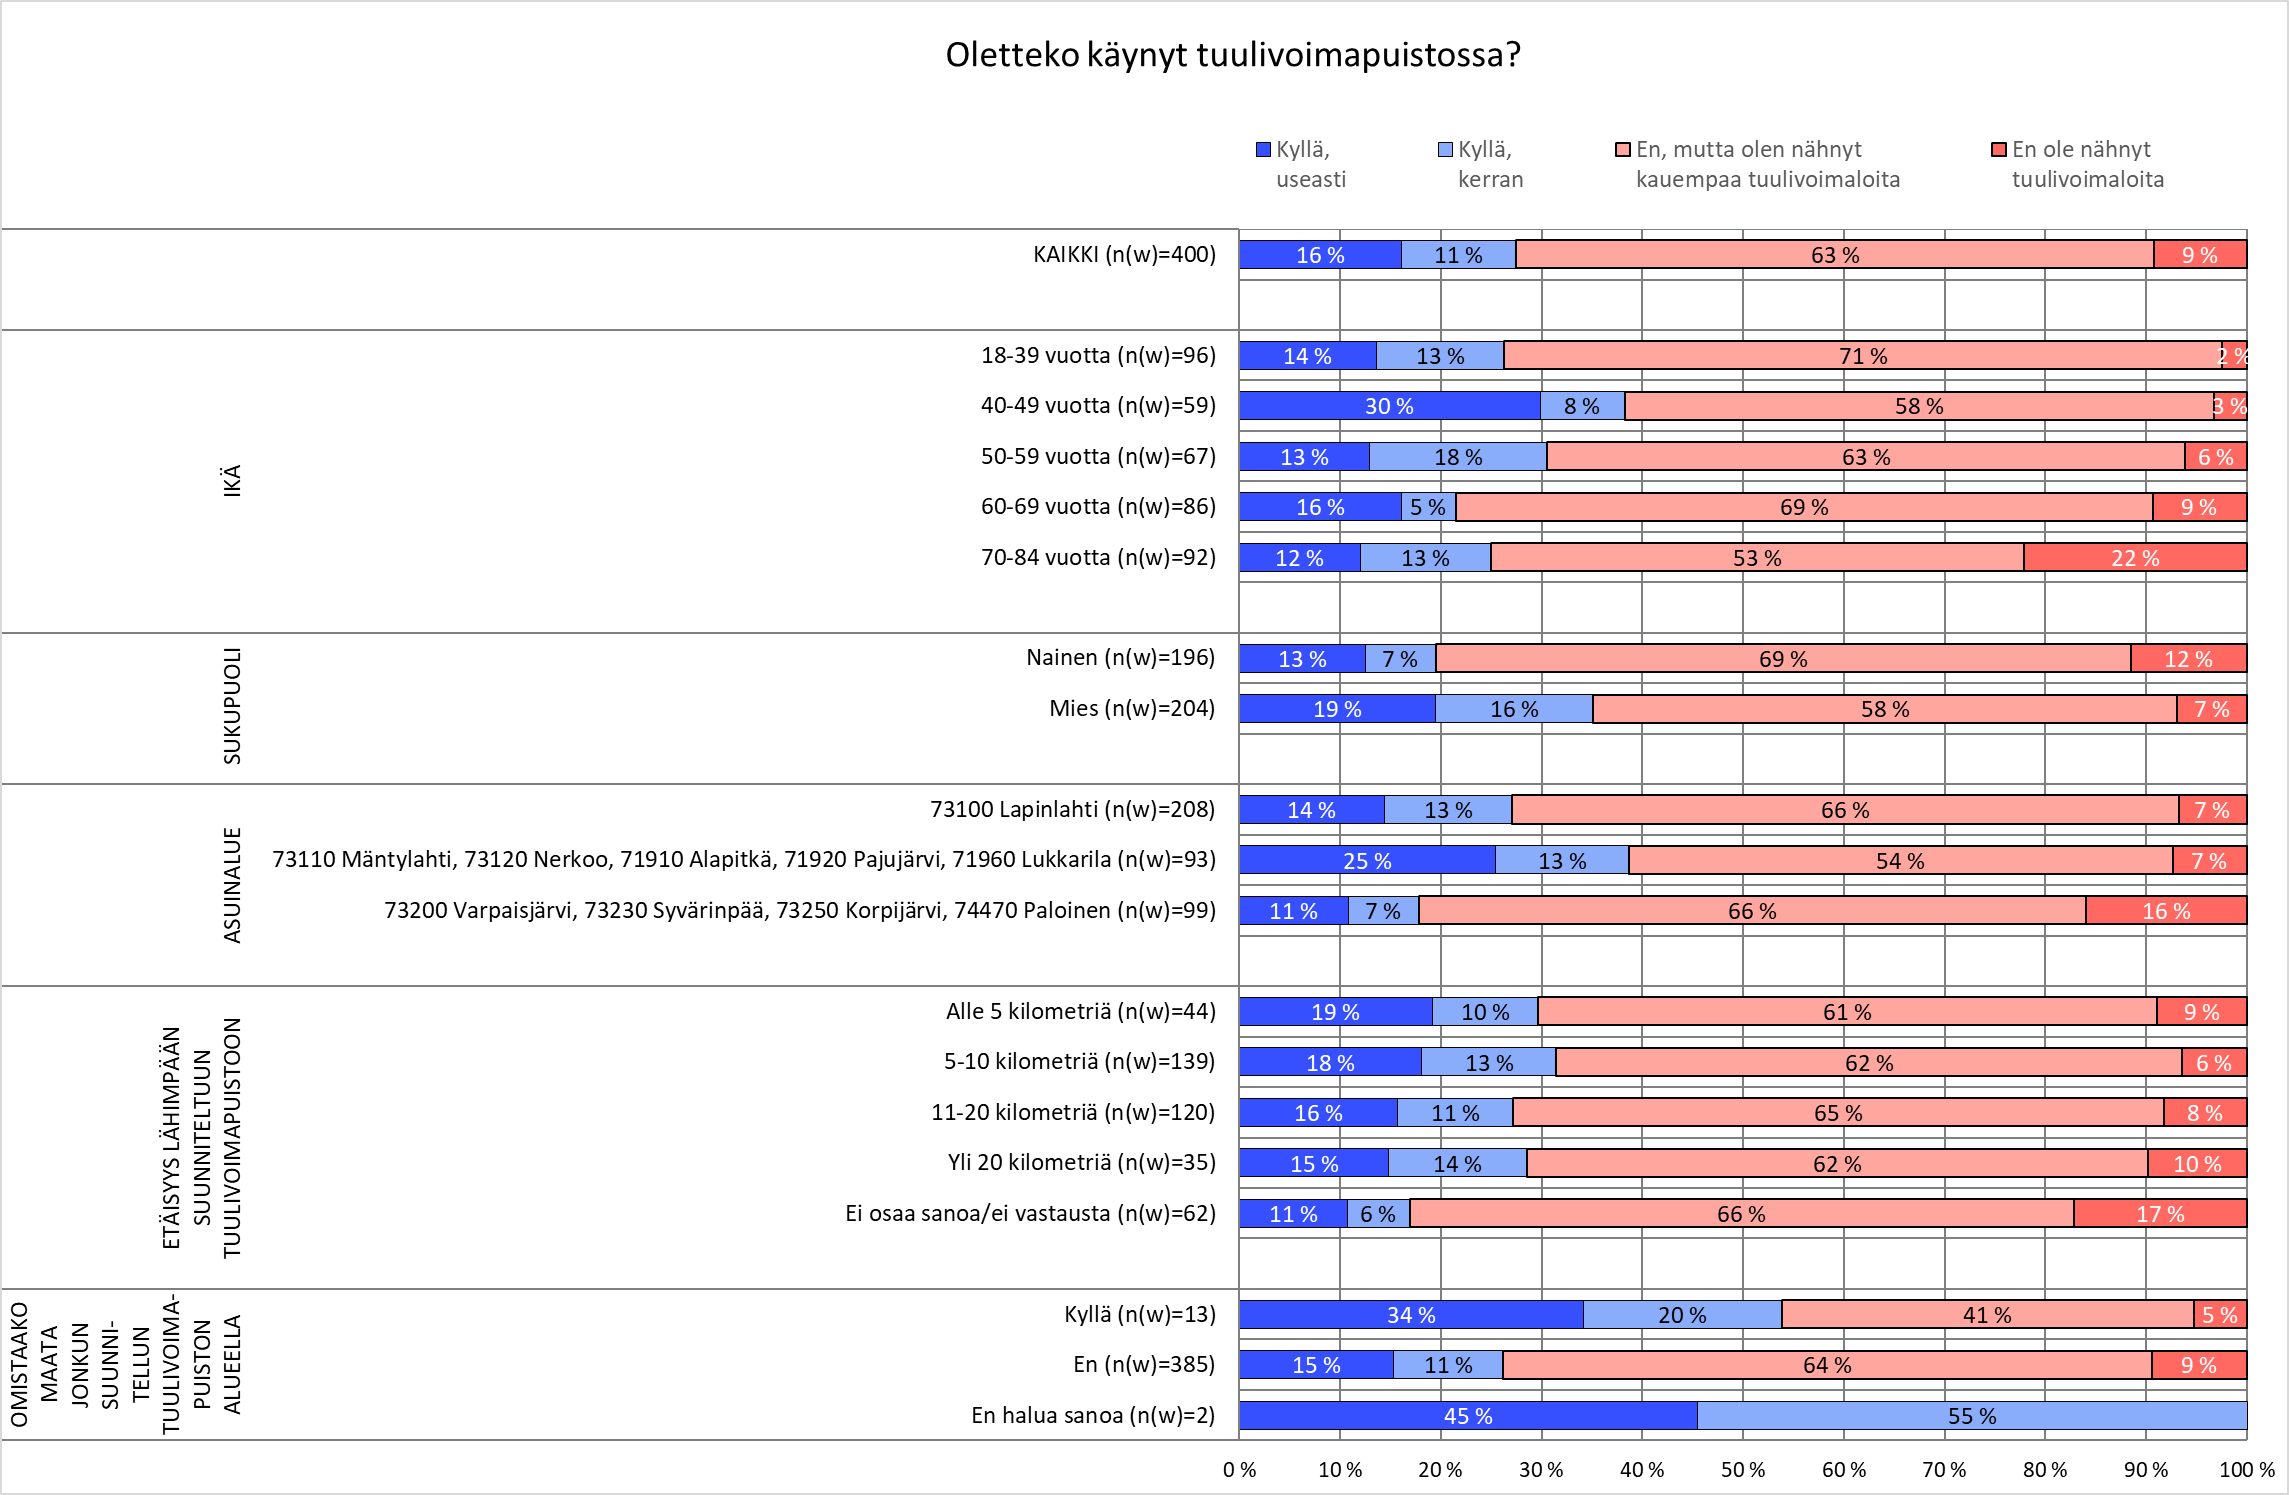 Oletteko käynyt tuulivoimapuistossa?
Kyllä,
useasti
Kyllä,
kerran
En, mutta olen nähnyt
kauempaa tuulivoimaloita
En ole nähnyt
tuulivoimaloita
KAIKKI (n(w)=400) 16 % 11 % 63 % 9 %
IKÄ
18-39 vuotta (n(w)=96) 14 % 13 % 71 % 2 %
40-49 vuotta (n(w)=59) 30 % 8 % 58 % 3 %
50-59 vuotta (n(w)=67) 13 % 18 % 63 % 6 %
60-69 vuotta (n(w)=86) 16 % 5 % 69 % 9 %
70-84 vuotta (n(w)=92) 12 % 13 % 53 % 22 %
SUKUPUOLI
Nainen (n(w)=196) 13 % 7 % 69 % 12 %
Mies (n(w)=204) 19 % 16 % 58 % 7 %
ASUINALUE
73100 Lapinlahti (n(w)=208) 14 % 13 % 66 % 7 %
73110 Mäntylahti, 73120 Nerkoo, 71910 Alapitkä, 71920 Pajujärvi, 71960 Lukkarila (n(w)=93) 25 % 13 % 54 % 7 %
73200 Varpaisjärvi, 73230 Syvärinpää, 73250 Korpijärvi, 74470 Paloinen (n(w)=99) 11 % 7 % 66 % 16 %
ETÄISYYS LÄHIMPÄÄN
SUUNNITELTUUN
TUULIVOIMAPUISTOON
Alle 5 kilometriä (n(w)=44) 19 % 10 % 61 % 9 %
5-10 kilometriä (n(w)=139) 18 % 13 % 62 % 6 %
11-20 kilometriä (n(w)=120) 16 % 11 % 65 % 8 %
Yli 20 kilometriä (n(w)=35) 15 % 14 % 62 % 10 %
Ei osaa sanoa/ei vastausta (n(w)=62) 11 % 6 % 66 % 17 %
OMISTAAKO
MAATA
JONKUN
SUUNNI-
TELLUN
TUULIVOIMA-
PUISTON
ALUEELLA
Kyllä (n(w)=13) 34 % 20 % 41 % 5 %
En (n(w)=385) 15 % 11 % 64 % 9 %
En halua sanoa (n(w)=2) 45 % 55 %
0 % 10 % 20 % 30 % 40 % 50 % 60 % 70 % 80 % 90 % 100 %